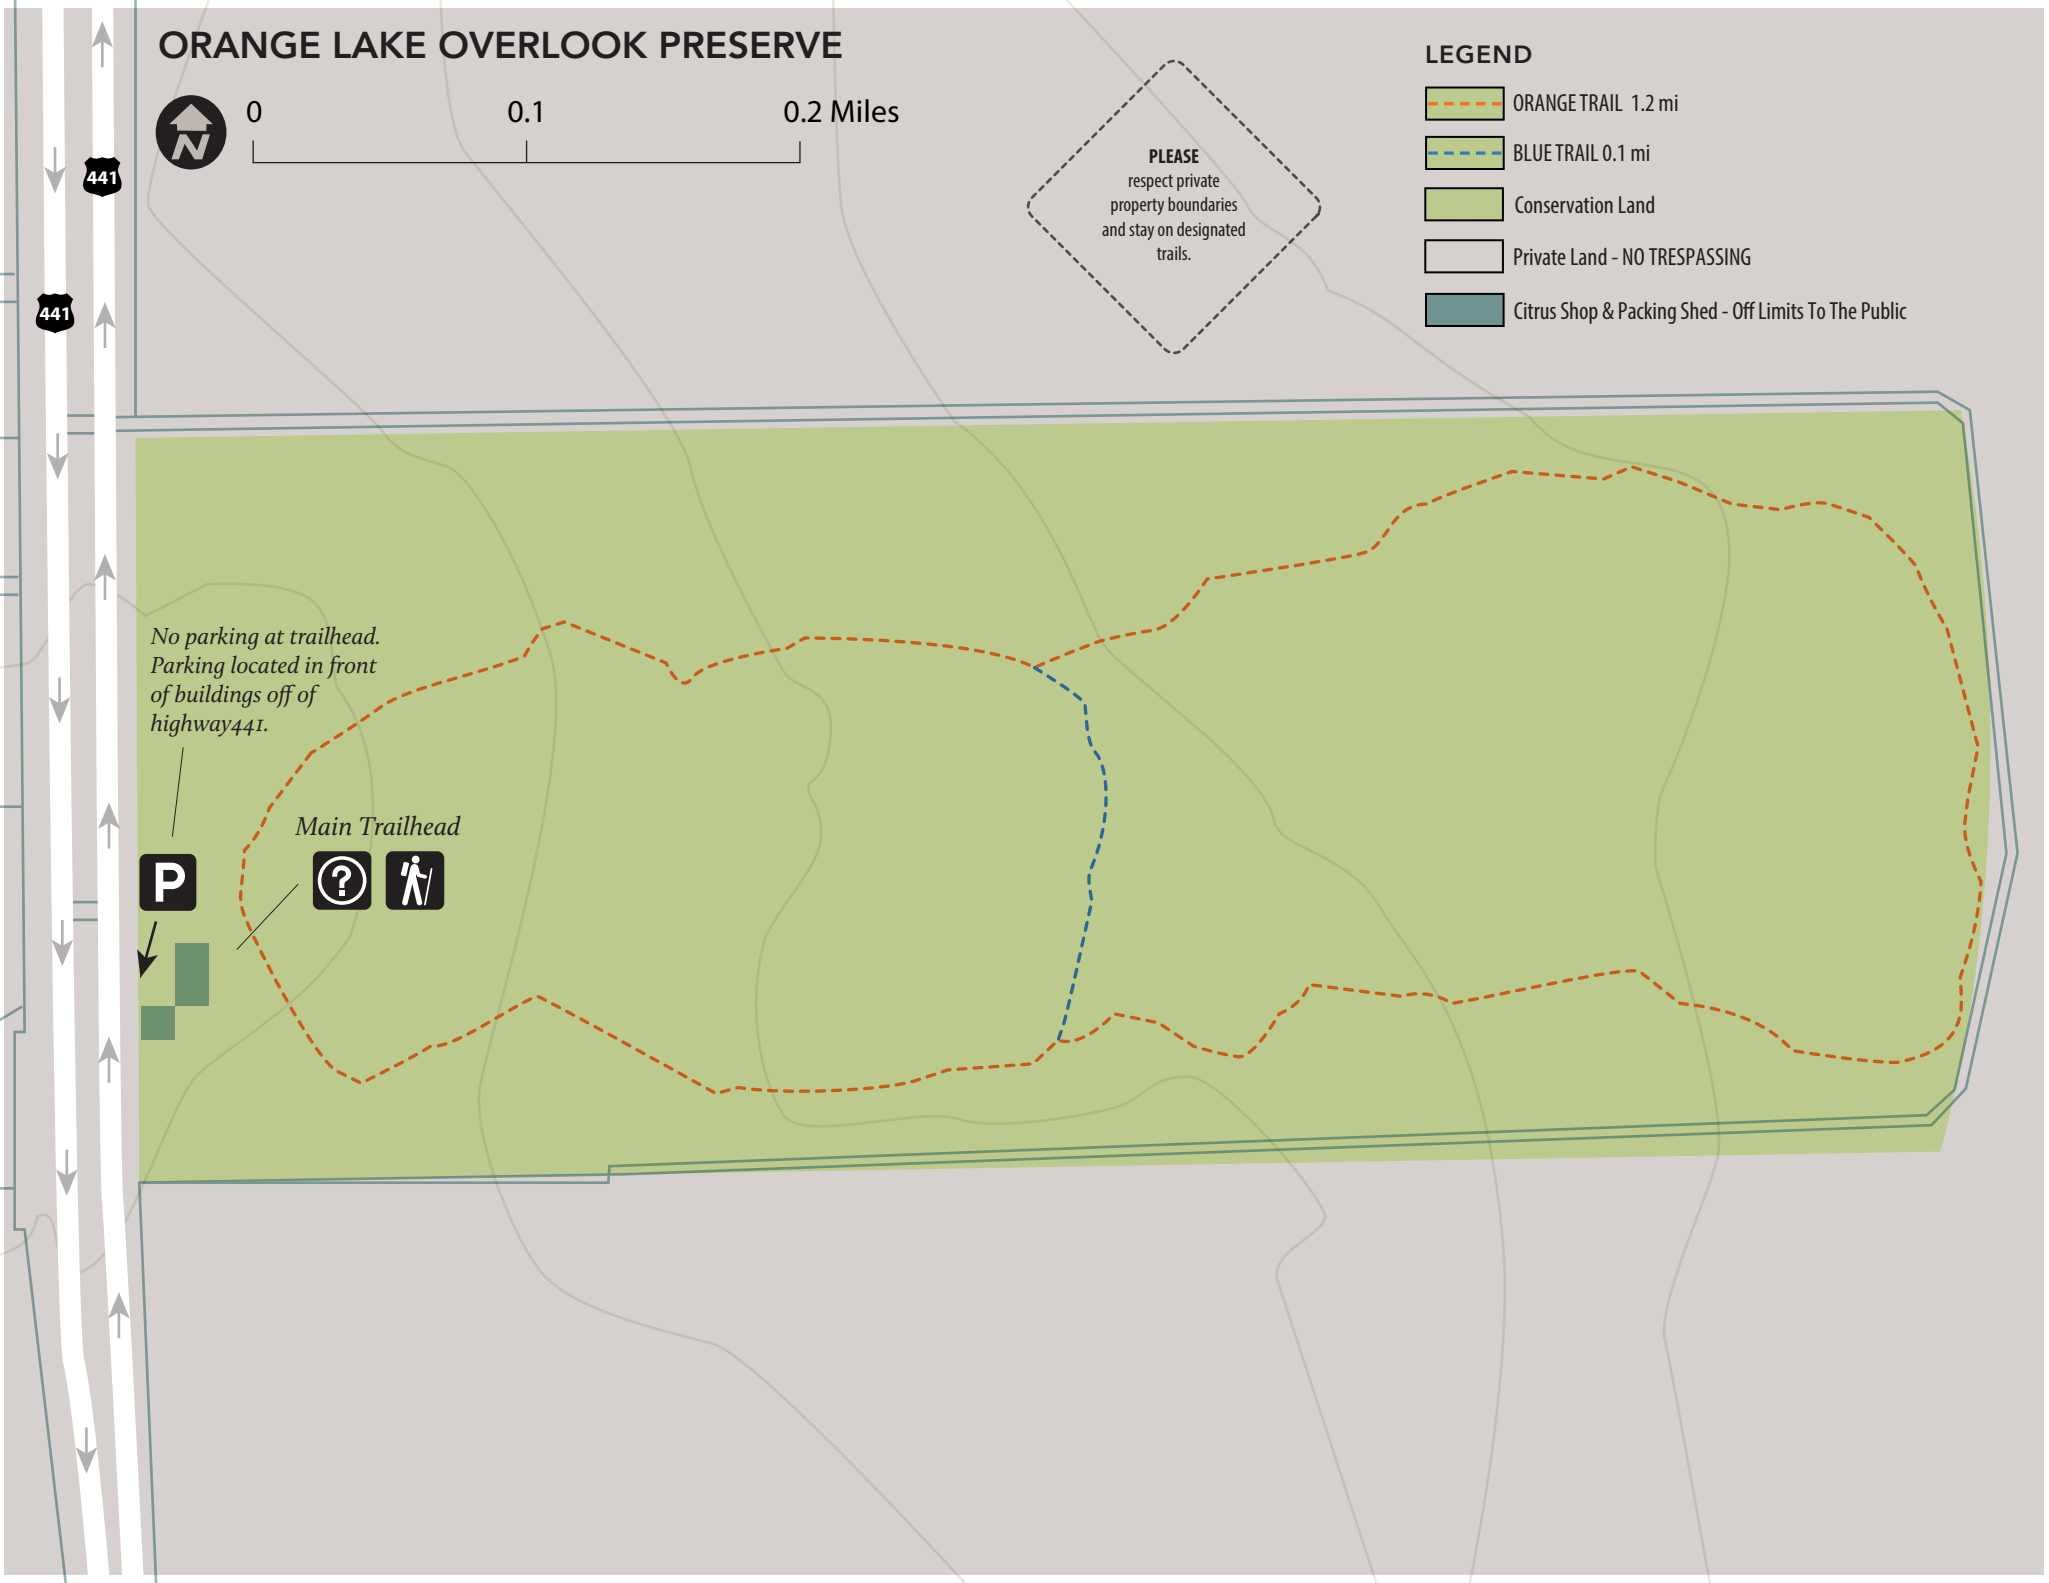 ORANGE LAKE OVERLOOK PRESERVE
N
0 0.1 0.2 Miles
441
441
PLEASE
respect private
property boundaries
and stay on designated
trails.
LEGEND
ORANGE TRAIL 1.2 mi
BLUE TRAIL 0.1 mi
Conservation Land
Private Land - NO TRESPASSING
Citrus Shop & Packing Shed - Off Limits To The Public
No parking at trailhead.
Parking located in front
of buildings off of
highway441.
Main Trailhead
P
?